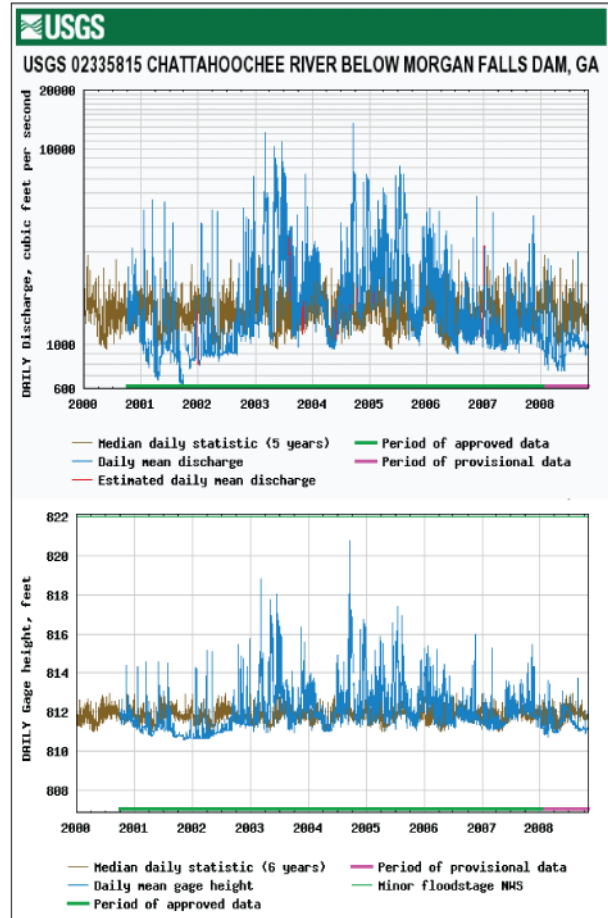 USGS
USGS 02335815 CHATTAHOOCHEE RIVER BELOW MORGAN FALLS DAM, GA
20000
10000
1000
600
DAILY Discharge, cubic feet per second
2000 2001 2002 2003 2004 2005 2006 2007 2008
Median daily statistic (5 years) Period of approved data
Daily mean discharge Period of provisional data
Estimated daily mean discharge
822
820
818
816
814
812
810
808
DAILY Gage height, feet
2000 2001 2002 2003 2004 2005 2006 2007 2008
Median daily statistic (6 years) Period of provisional data
Daily mean gage height Minor floodstage NWS
Period of approved data